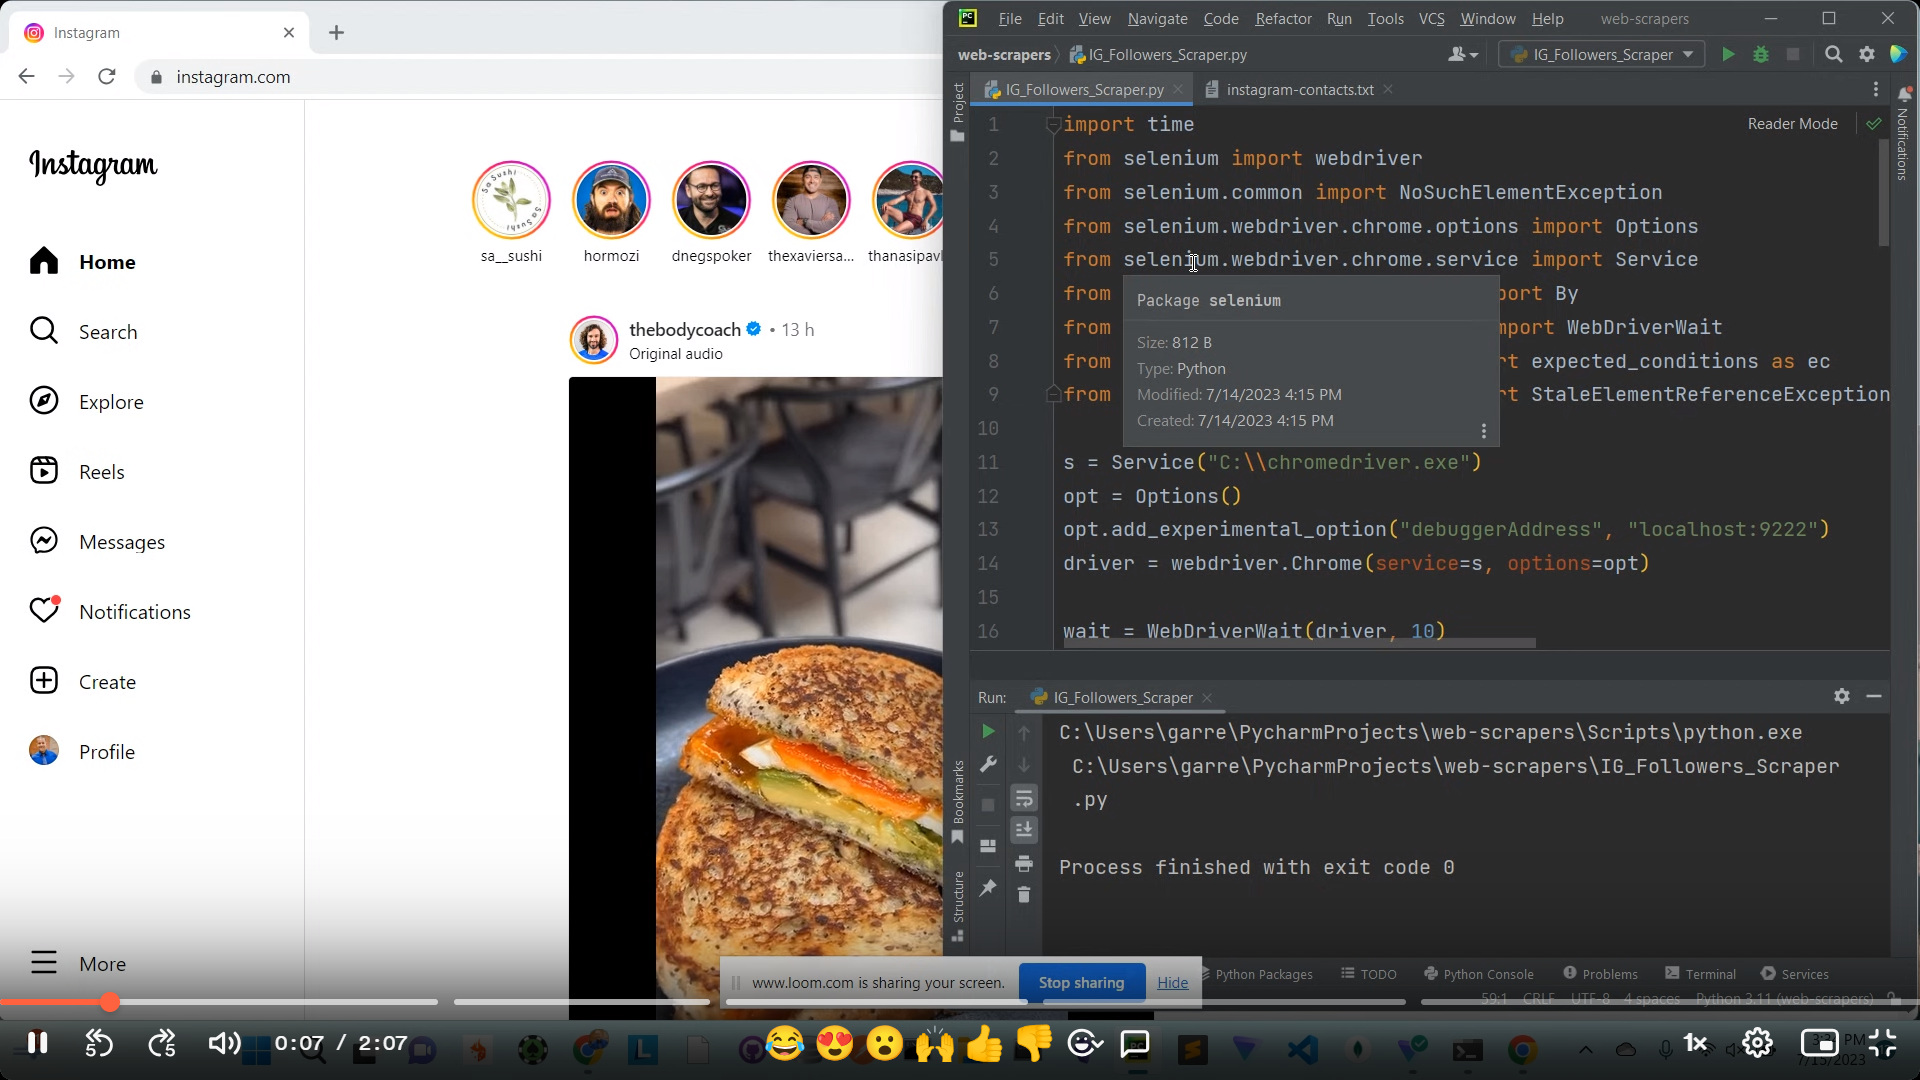 Instagram
instagram.com
Instagram
Home
Search
Explore
Reels
Messages
Notifications
Create
Profile
More
sa__sushi
hormozi
dnegspoker
thexaviersa...
thanasipavl
thebodycoach • 13 h
Original audio
File Edit View Navigate Code Refactor Run Tools VCS Window Help web-scrapers
web-scrapers IG_Followers_Scraper.py IG_Followers_Scraper
IG_Followers_Scraper.py instagram-contacts.txt
Project
Notifications
Reader Mode
1 import time
2 from selenium import webdriver
3 from selenium.common import NoSuchElementException
4 from selenium.webdriver.chrome.options import Options
5 from selenium.webdriver.chrome.service import Service
6 from port By
7 from mport WebDriverWait
8 from rt expected_conditions as ec
9 from rt StaleElementReferenceException
10
11 s = Service("C:\\chromedriver.exe")
12 opt = Options()
13 opt.add_experimental_option("debuggerAddress", "localhost:9222")
14 driver = webdriver.Chrome(service=s, options=opt)
15
16 wait = WebDriverWait(driver, 10)
Package selenium
Size: 812 B
Type: Python
Modified: 7/14/2023 4:15 PM
Created: 7/14/2023 4:15 PM
Run: IG_Followers_Scraper
C:\Users\garre\PycharmProjects\web-scrapers\Scripts\python.exe
C:\Users\garre\PycharmProjects\web-scrapers\IG_Followers_Scraper
.py
Process finished with exit code 0
Bookmarks
Structure
www.loom.com is sharing your screen. Stop sharing Hide
Python Packages TODO Python Console Problems Terminal Services
59:1 CRLF UTF-8 4 spaces Python 3.11 (web-scrapers)
0:07 / 2:07
1x